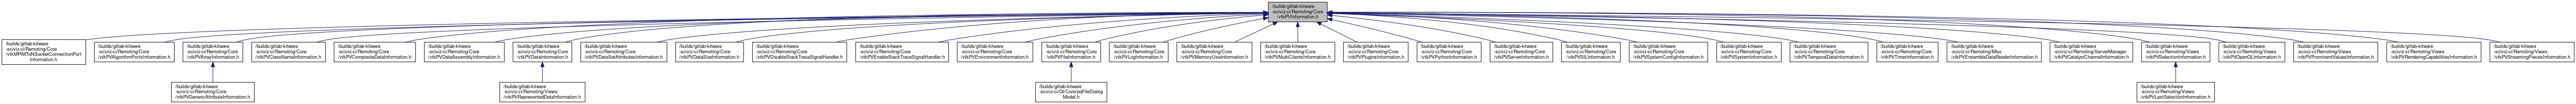 /builds/gitlab-kitware
-sciviz-ci/Remoting/Core
/vtkPVInformation.h
/builds/gitlab-kitware
-sciviz-ci/Remoting/Core
/vtkMPIMToNSocketConnectionPort
Information.h
/builds/gitlab-kitware
-sciviz-ci/Remoting/Core
/vtkPVAlgorithmPortsInformation.h
/builds/gitlab-kitware
-sciviz-ci/Remoting/Core
/vtkPVArrayInformation.h
/builds/gitlab-kitware
-sciviz-ci/Remoting/Core
/vtkPVClassNameInformation.h
/builds/gitlab-kitware
-sciviz-ci/Remoting/Core
/vtkPVCompositeDataInformation.h
/builds/gitlab-kitware
-sciviz-ci/Remoting/Core
/vtkPVDataAssemblyInformation.h
/builds/gitlab-kitware
-sciviz-ci/Remoting/Core
/vtkPVDataInformation.h
/builds/gitlab-kitware
-sciviz-ci/Remoting/Core
/vtkPVDataSetAttributesInformation.h
/builds/gitlab-kitware
-sciviz-ci/Remoting/Core
/vtkPVDataSizeInformation.h
/builds/gitlab-kitware
-sciviz-ci/Remoting/Core
/vtkPVDisableStackTraceSignalHandler.h
/builds/gitlab-kitware
-sciviz-ci/Remoting/Core
/vtkPVEnableStackTraceSignalHandler.h
/builds/gitlab-kitware
-sciviz-ci/Remoting/Core
/vtkPVEnvironmentInformation.h
/builds/gitlab-kitware
-sciviz-ci/Remoting/Core
/vtkPVFileInformation.h
/builds/gitlab-kitware
-sciviz-ci/Remoting/Core
/vtkPVLogInformation.h
/builds/gitlab-kitware
-sciviz-ci/Remoting/Core
/vtkPVMemoryUseInformation.h
/builds/gitlab-kitware
-sciviz-ci/Remoting/Core
/vtkPVMultiClientsInformation.h
/builds/gitlab-kitware
-sciviz-ci/Remoting/Core
/vtkPVPluginsInformation.h
/builds/gitlab-kitware
-sciviz-ci/Remoting/Core
/vtkPVPythonInformation.h
/builds/gitlab-kitware
-sciviz-ci/Remoting/Core
/vtkPVServerInformation.h
/builds/gitlab-kitware
-sciviz-ci/Remoting/Core
/vtkPVSILInformation.h
/builds/gitlab-kitware
-sciviz-ci/Remoting/Core
/vtkPVSystemConfigInformation.h
/builds/gitlab-kitware
-sciviz-ci/Remoting/Core
/vtkPVSystemInformation.h
/builds/gitlab-kitware
-sciviz-ci/Remoting/Core
/vtkPVTemporalDataInformation.h
/builds/gitlab-kitware
-sciviz-ci/Remoting/Core
/vtkPVTimerInformation.h
/builds/gitlab-kitware
-sciviz-ci/Remoting/Misc
/vtkPVEnsembleDataReaderInformation.h
/builds/gitlab-kitware
-sciviz-ci/Remoting/ServerManager
/vtkPVCatalystChannelInformation.h
/builds/gitlab-kitware
-sciviz-ci/Remoting/Views
/vtkPVSelectionInformation.h
/builds/gitlab-kitware
-sciviz-ci/Remoting/Views
/vtkPVOpenGLInformation.h
/builds/gitlab-kitware
-sciviz-ci/Remoting/Views
/vtkPVProminentValuesInformation.h
/builds/gitlab-kitware
-sciviz-ci/Remoting/Views
/vtkPVRenderingCapabilitiesInformation.h
/builds/gitlab-kitware
-sciviz-ci/Remoting/Views
/vtkPVStreamingPiecesInformation.h
/builds/gitlab-kitware
-sciviz-ci/Remoting/Core
/vtkPVGenericAttributeInformation.h
/builds/gitlab-kitware
-sciviz-ci/Remoting/Views
/vtkPVRepresentedDataInformation.h
/builds/gitlab-kitware
-sciviz-ci/Qt/Core/pqFileDialog
Model.h
/builds/gitlab-kitware
-sciviz-ci/Remoting/Views
/vtkPVLastSelectionInformation.h